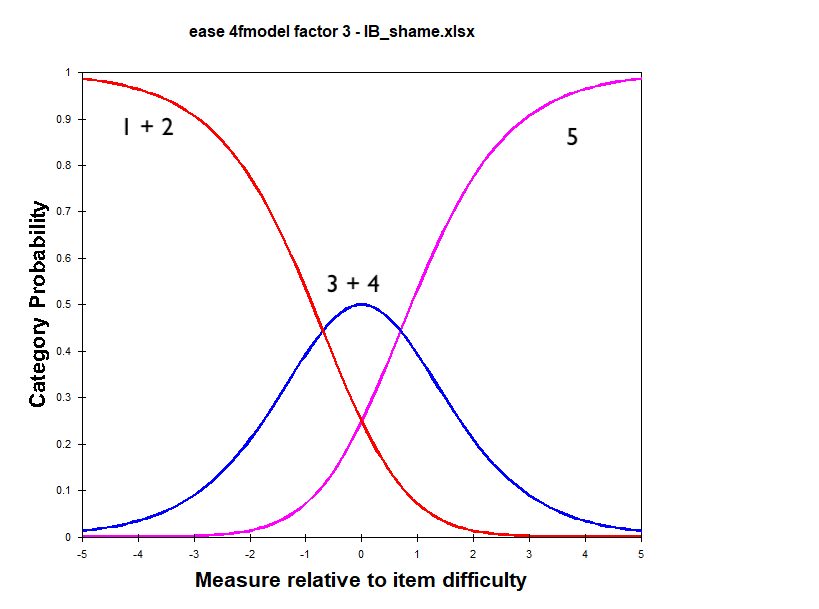 ease 4fmodel factor 3 - IB_shame.xlsx
1
0.9
0.8
0.7
0.6
0.5
0.4
0.3
0.2
0.1
0
Category Probability
1 + 2
5
3 + 4
-5 -4 -3 -2 -1 0 1 2 3 4 5
Measure relative to item difficulty